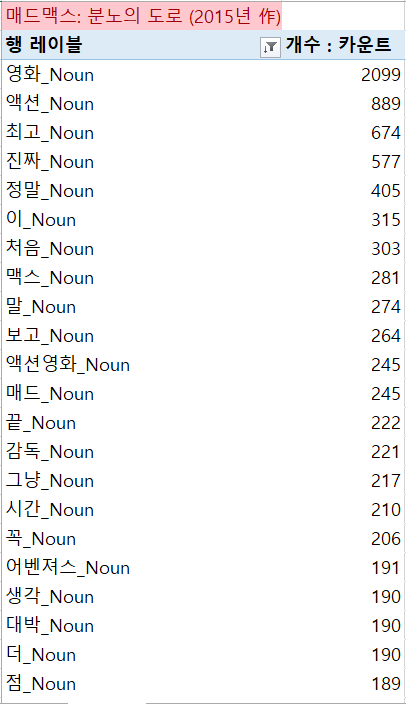 매드맥스: 분노의 도로 (2015년 作)
행 레이블 개수 : 카운트
영화_Noun 2099
액션_Noun 889
최고_Noun 674
진짜_Noun 577
정말_Noun 405
이_Noun 315
처음_Noun 303
맥스_Noun 281
말_Noun 274
보고_Noun 264
액션영화_Noun 245
매드_Noun 245
끝_Noun 222
감독_Noun 221
그냥_Noun 217
시간_Noun 210
꼭_Noun 206
어벤져스_Noun 191
생각_Noun 190
대박_Noun 190
더_Noun 190
점_Noun 189